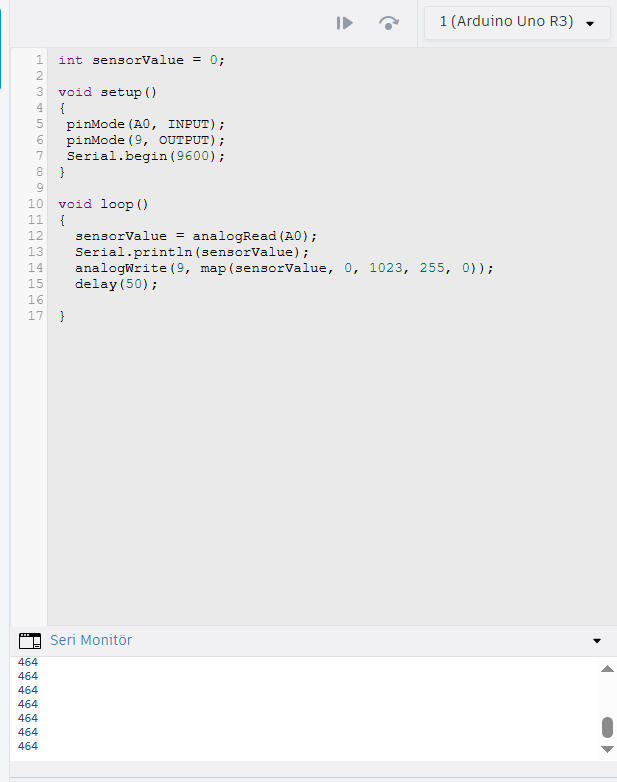 1 (Arduino Uno R3)
1 int sensorValue = 0;
2
3 void setup()
4 {
5 pinMode(A0, INPUT);
6 pinMode(9, OUTPUT);
7 Serial.begin(9600);
8 }
9
10 void loop()
11 {
12 sensorValue = analogRead(A0);
13 Serial.println(sensorValue);
14 analogWrite(9, map(sensorValue, 0, 1023, 255, 0));
15 delay(50);
16
17 }
Seri Monitör
464
464
464
464
464
464
464